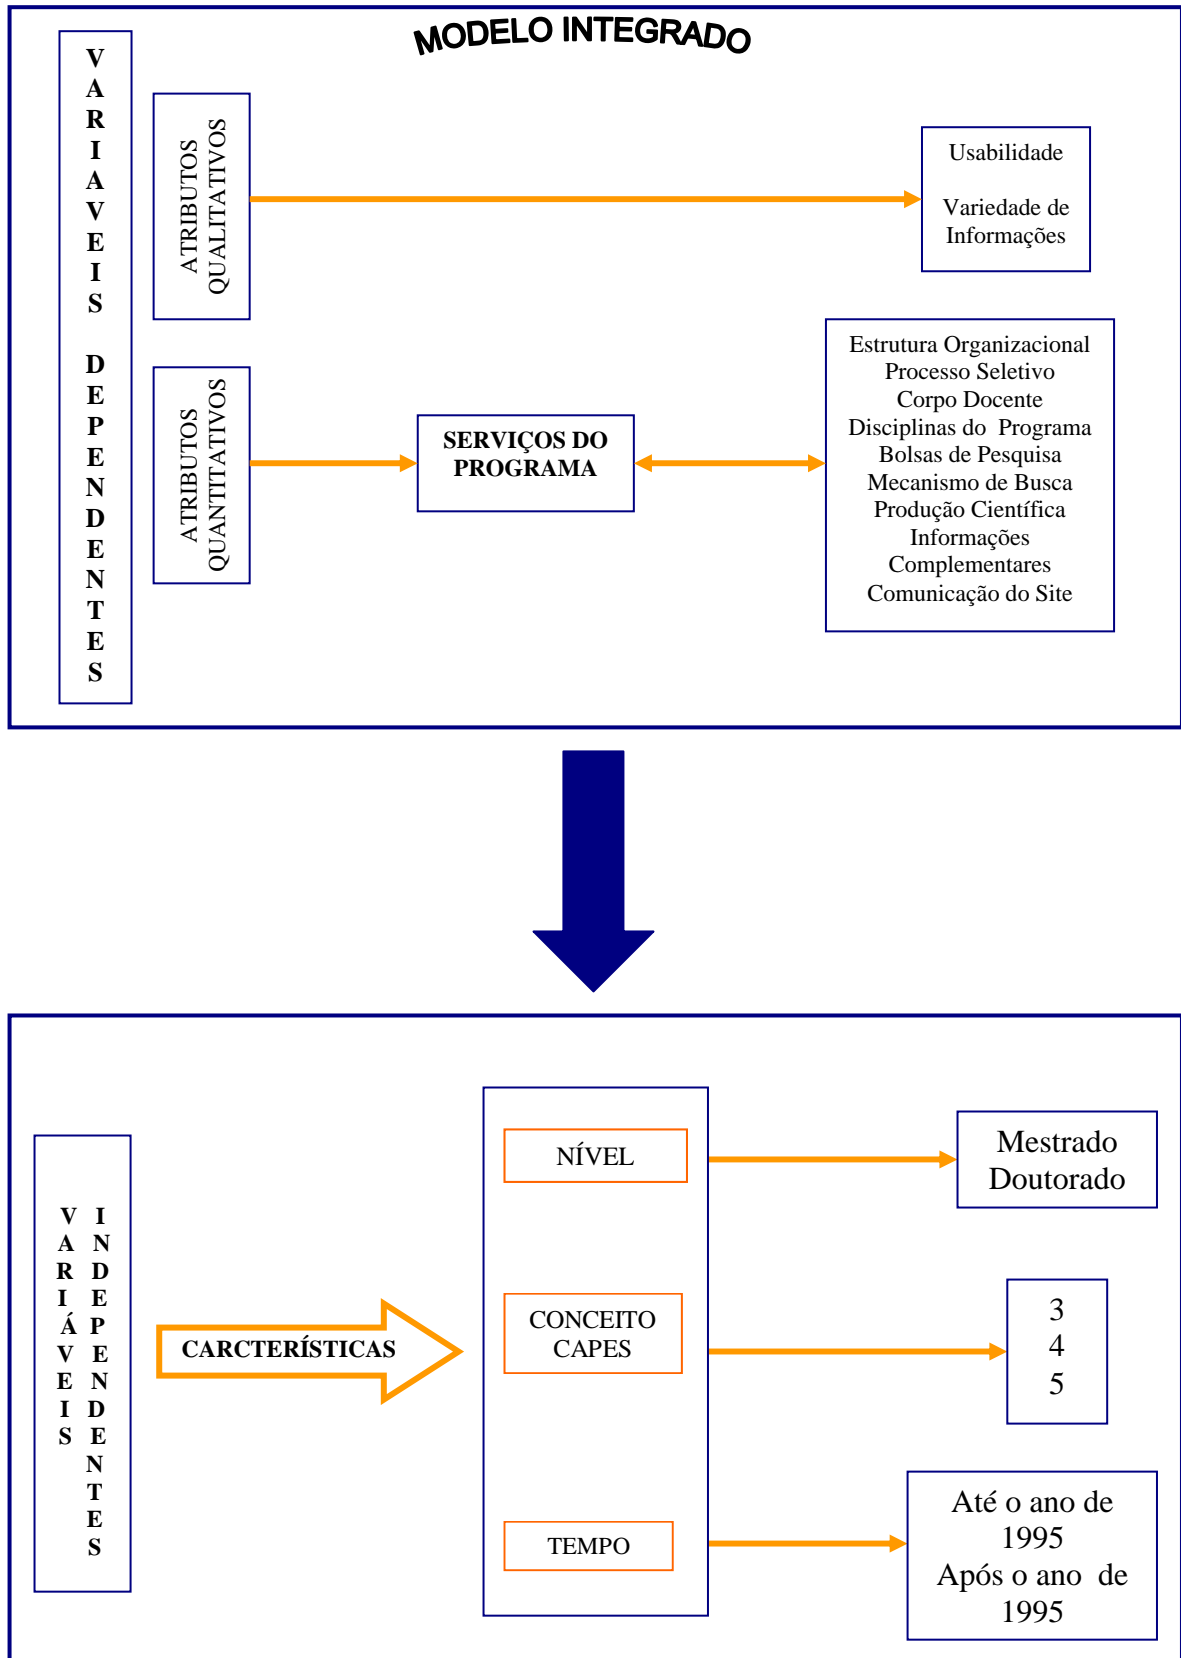 MODELO INTEGRADO
VARIAVEIS DEPENDENTES
ATRIBUTOS
QUALITATIVOS
Usabilidade
Variedade de
Informações
ATRIBUTOS
QUANTITATIVOS
SERVIÇOS DO
PROGRAMA
Estrutura Organizacional
Processo Seletivo
Corpo Docente
Disciplinas do Programa
Bolsas de Pesquisa
Mecanismo de Busca
Produção Científica
Informações
Complementares
Comunicação do Site
VARIÁVEIS
INDEPENDENTES
CARCTERÍSTICAS
NÍVEL
Mestrado
Doutorado
CONCEITO
CAPES
3
4
5
TEMPO
Até o ano de
1995
Após o ano de
1995